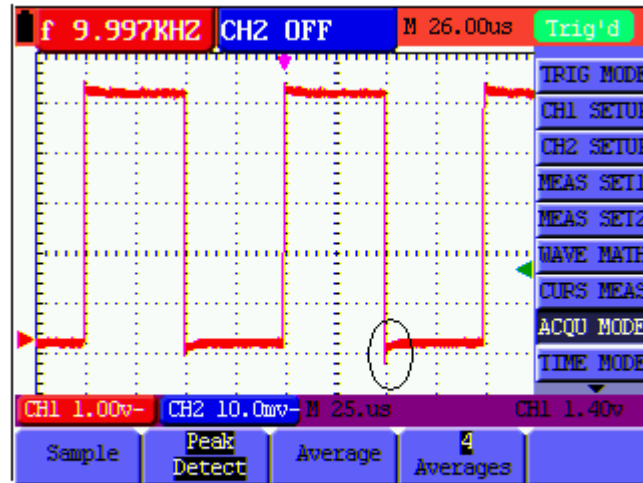 f 9.997KHZ CH2 OFF M 26.00us Trig'd
TRIG MODE
CH1 SETUP
CH2 SETUP
MEAS SET1
MEAS SET2
WAVE MATH
CURS MEAS
ACQU MODE
TIME MODE
CH1 1.00v- CH2 10.0mv- M 25.us CH1 1.40v
Sample
Peak
Detect
Average
4
Averages